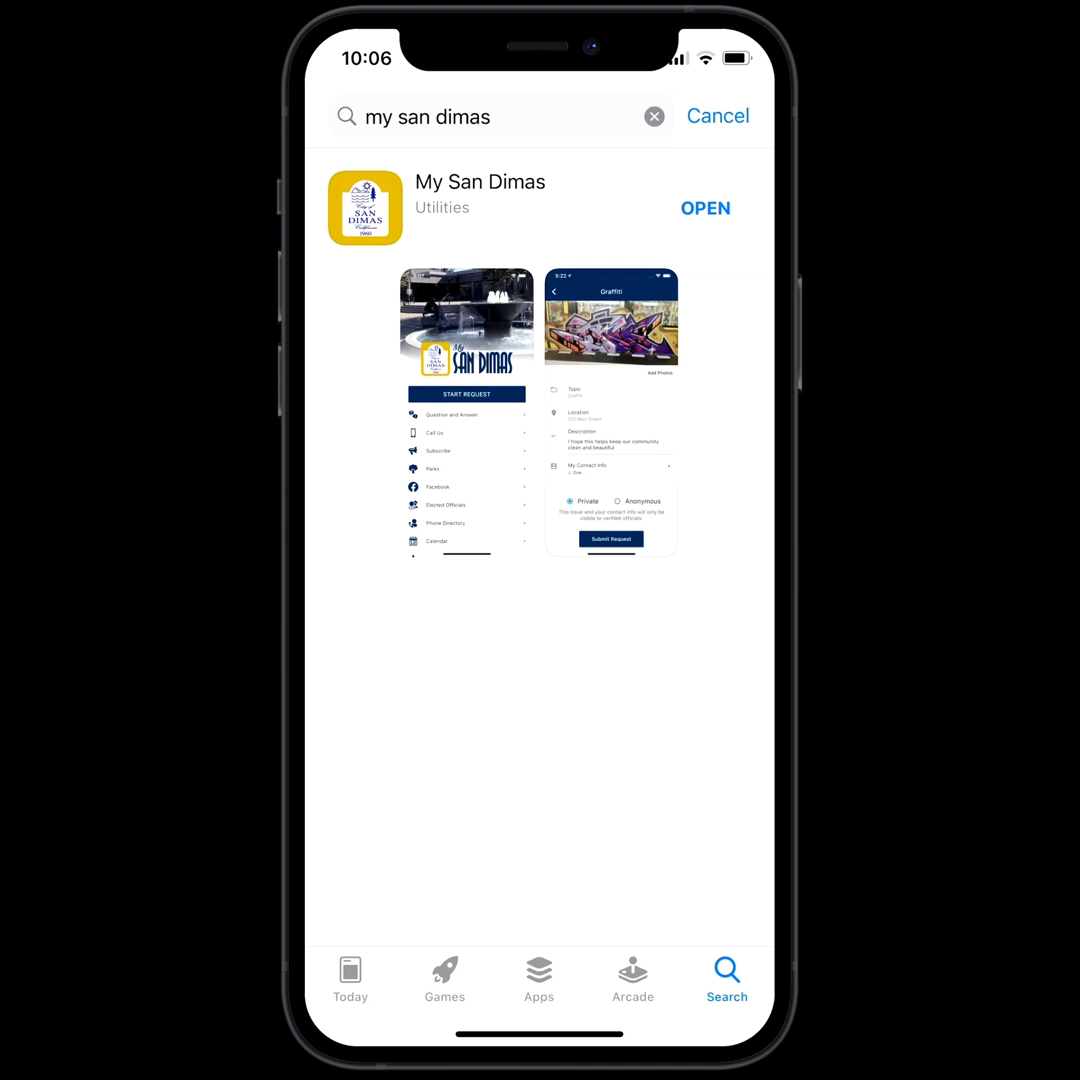 10:06
my san dimas
Cancel
My San Dimas
Utilities
OPEN
City of
SAN
DIMAS
California
1960
My
SAN DIMAS
START REQUEST
Question and Answer
Call Us
Subscribe
Parks
Facebook
Elected Officials
Phone Directory
Calendar
5:22
Graffiti
Add Photos
Topic
Graffiti
Location
123 Main Street
Description
I hope this helps keep our community
clean and beautiful
My Contact Info
J. Doe
Private
Anonymous
This issue and your contact info will only be
visible to verified officials.
Submit Request
Today
Games
Apps
Arcade
Search